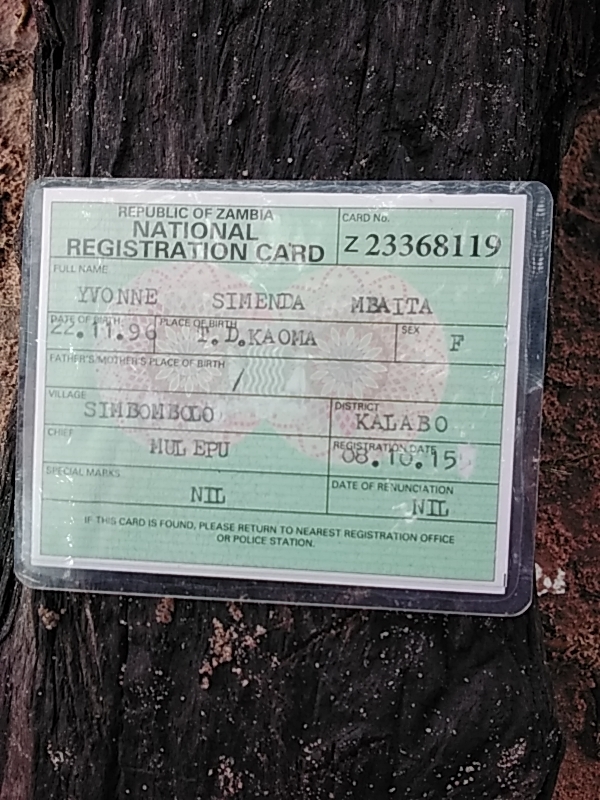 REPUBLIC OF ZAMBIA
NATIONAL
REGISTRATION CARD
CARD No.
Z 23368119
FULL NAME
YVONNE SIMENDA MBAITA
DATE OF BIRTH PLACE OF BIRTH SEX
22.11.96 T.D.KAOMA F
FATHER'S/MOTHER'S PLACE OF BIRTH
/
VILLAGE DISTRICT
SIMBOMBOLO KALABO
CHIEF REGISTRATION DATE
MULEPU 08.10.15
SPECIAL MARKS DATE OF RENUNCIATION
NIL NIL
IF THIS CARD IS FOUND, PLEASE RETURN TO NEAREST REGISTRATION OFFICE
OR POLICE STATION.